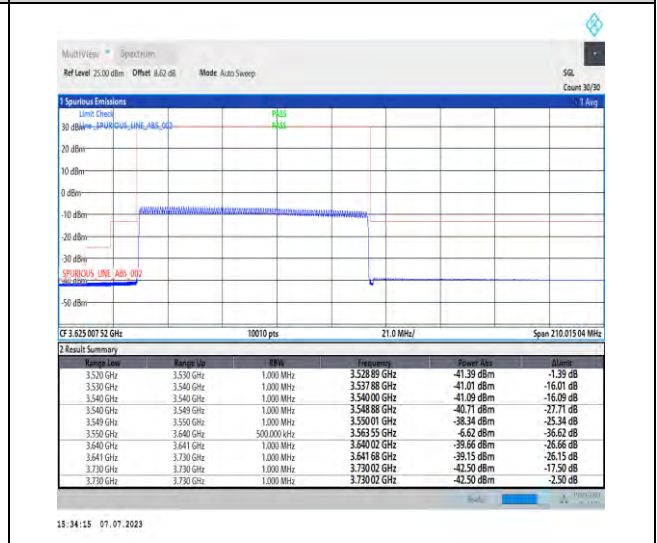 MultiView Spectrum
Ref Level 25.00 dBm Offset 8.62 dB Mode Auto Sweep SGL
Count 30/30
1 Spurious Emissions 1 Avg
Limit Check PASS
30 dBm Line _SPURIOUS_LINE_ABS_002 PASS
20 dBm
10 dBm
0 dBm
-10 dBm
-20 dBm
-30 dBm
SPURIOUS_LINE_ABS_002
-40 dBm
-50 dBm
CF 3.625 007 52 GHz 10010 pts 21.0 MHz/ Span 210.015 04 MHz
2 Result Summary
Range Low Range Up RBW Frequency Power Abs ΔLimit
3.520 GHz 3.530 GHz 1.000 MHz 3.528 89 GHz -41.39 dBm -1.39 dB
3.530 GHz 3.540 GHz 1.000 MHz 3.537 88 GHz -41.01 dBm -16.01 dB
3.540 GHz 3.540 GHz 1.000 MHz 3.540 00 GHz -41.09 dBm -16.09 dB
3.540 GHz 3.549 GHz 1.000 MHz 3.548 88 GHz -40.71 dBm -27.71 dB
3.549 GHz 3.550 GHz 1.000 MHz 3.550 01 GHz -38.34 dBm -25.34 dB
3.550 GHz 3.640 GHz 500.000 kHz 3.563 55 GHz -6.62 dBm -36.62 dB
3.640 GHz 3.641 GHz 1.000 MHz 3.640 02 GHz -39.66 dBm -26.66 dB
3.641 GHz 3.730 GHz 1.000 MHz 3.641 68 GHz -39.15 dBm -26.15 dB
3.730 GHz 3.730 GHz 1.000 MHz 3.730 02 GHz -42.50 dBm -17.50 dB
3.730 GHz 3.730 GHz 1.000 MHz 3.730 02 GHz -42.50 dBm -2.50 dB
15:34:15 07.07.2023